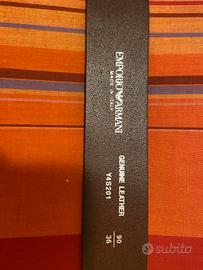 EMPORIO ARMANI
MADE IN ITALY
GENUINE LEATHER
Y4S201
90
36
subito